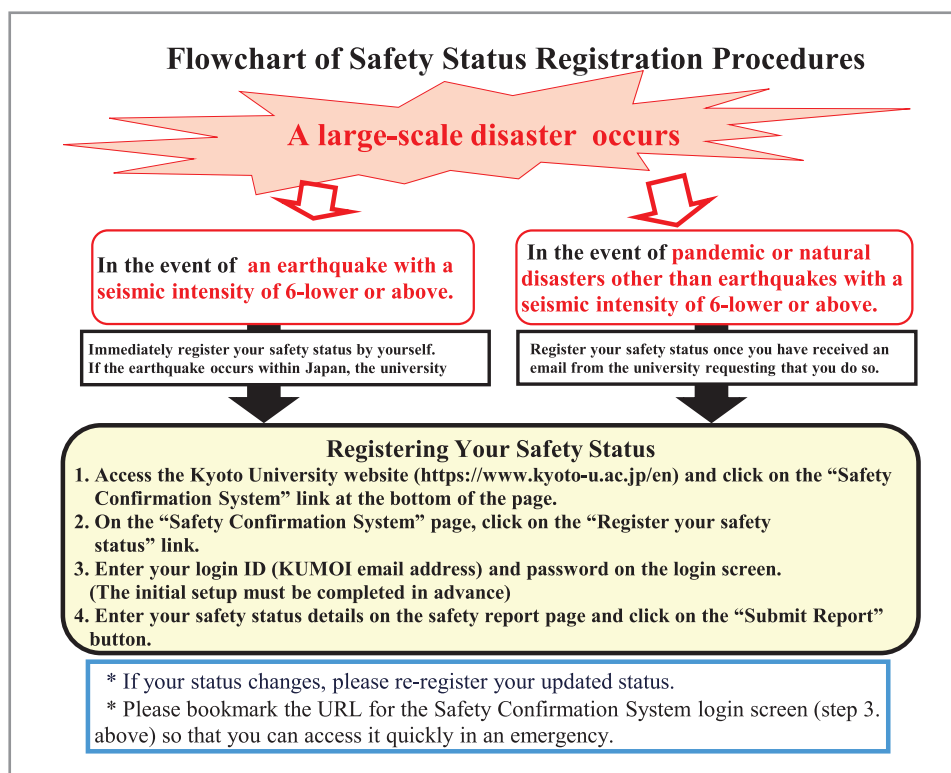 Flowchart of Safety Status Registration Procedures
A large-scale disaster occurs
In the event of an earthquake with a
seismic intensity of 6-lower or above.
In the event of pandemic or natural
disasters other than earthquakes with a
seismic intensity of 6-lower or above.
Immediately register your safety status by yourself.
If the earthquake occurs within Japan, the university
Register your safety status once you have received an
email from the university requesting that you do so.
Registering Your Safety Status
1. Access the Kyoto University website (https://www.kyoto-u.ac.jp/en) and click on the “Safety
Confirmation System” link at the bottom of the page.
2. On the “Safety Confirmation System” page, click on the “Register your safety
status” link.
3. Enter your login ID (KUMOI email address) and password on the login screen.
(The initial setup must be completed in advance)
4. Enter your safety status details on the safety report page and click on the “Submit Report”
button.
* If your status changes, please re-register your updated status.
* Please bookmark the URL for the Safety Confirmation System login screen (step 3.
above) so that you can access it quickly in an emergency.